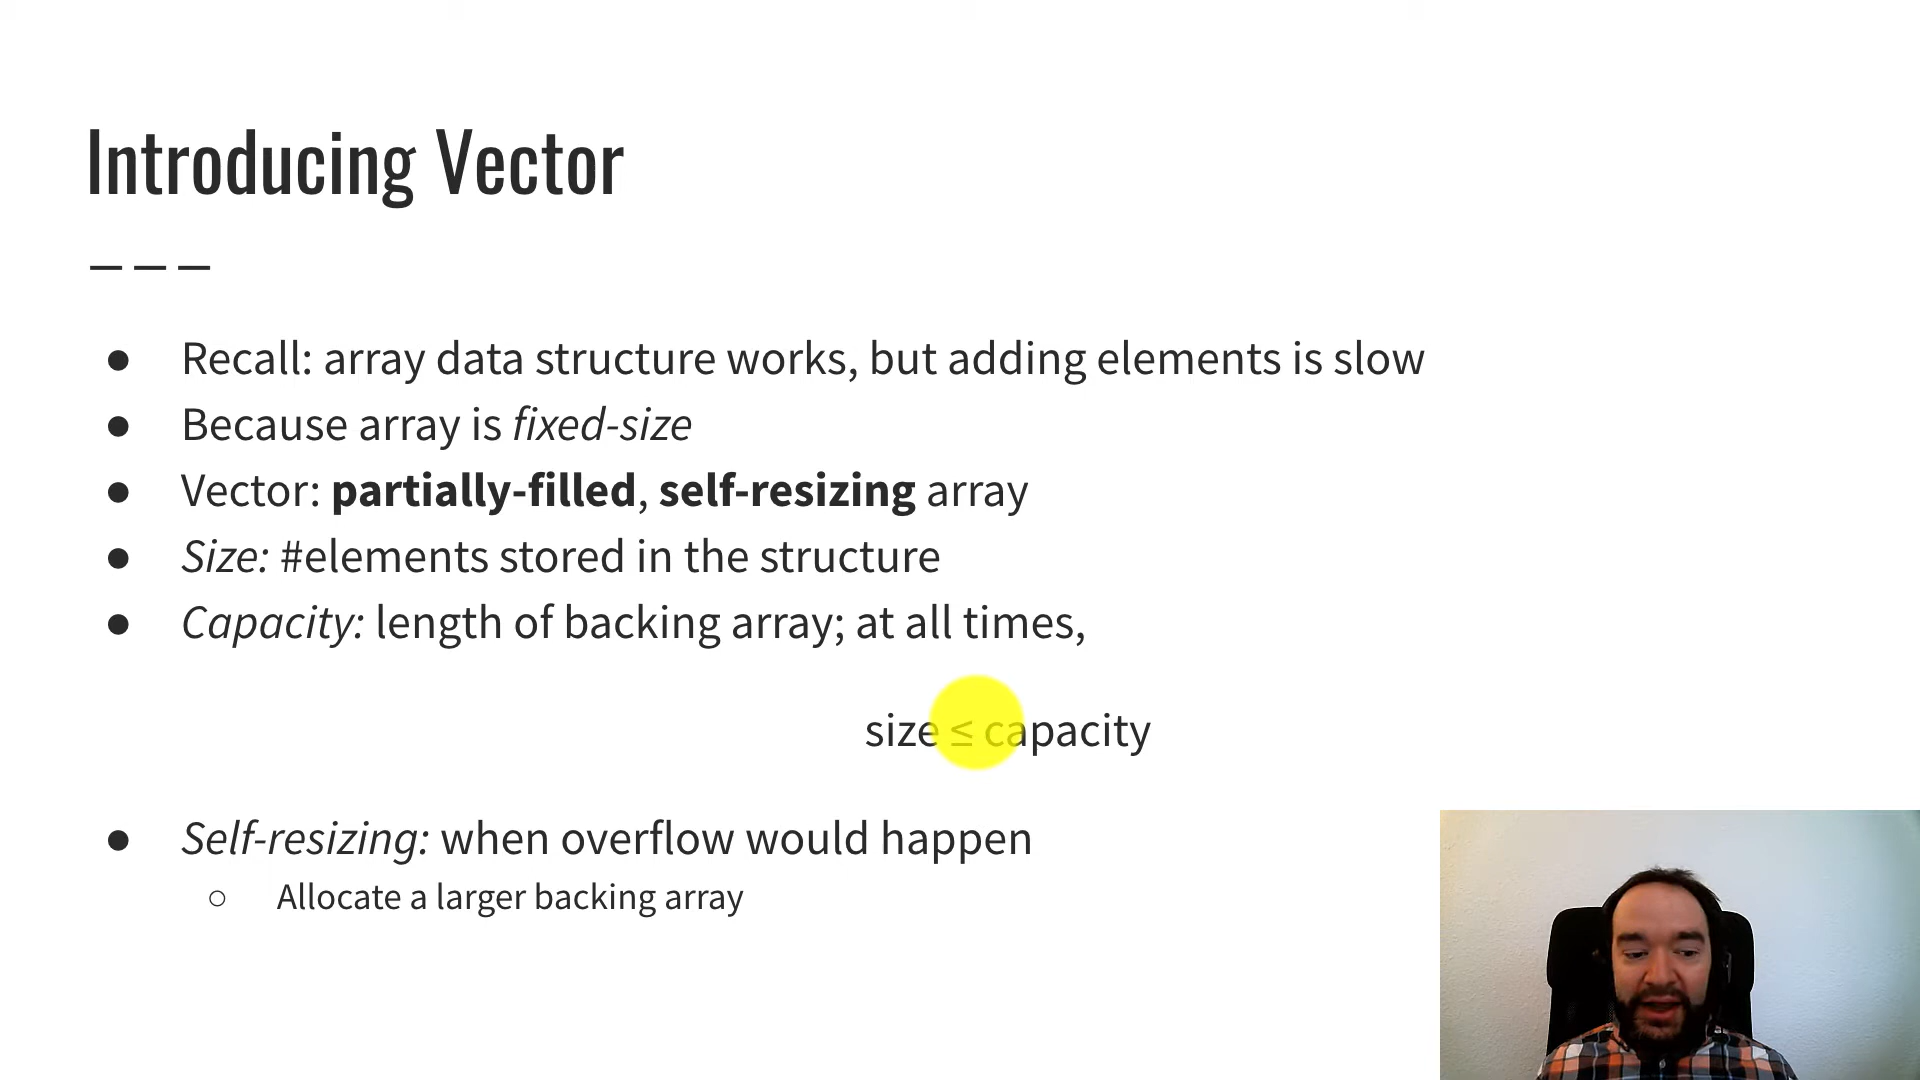 Introducing Vector
Recall: array data structure works, but adding elements is slow
Because array is fixed-size
Vector: partially-filled, self-resizing array
Size: #elements stored in the structure
Capacity: length of backing array; at all times,
size ≤ capacity
Self-resizing: when overflow would happen
Allocate a larger backing array